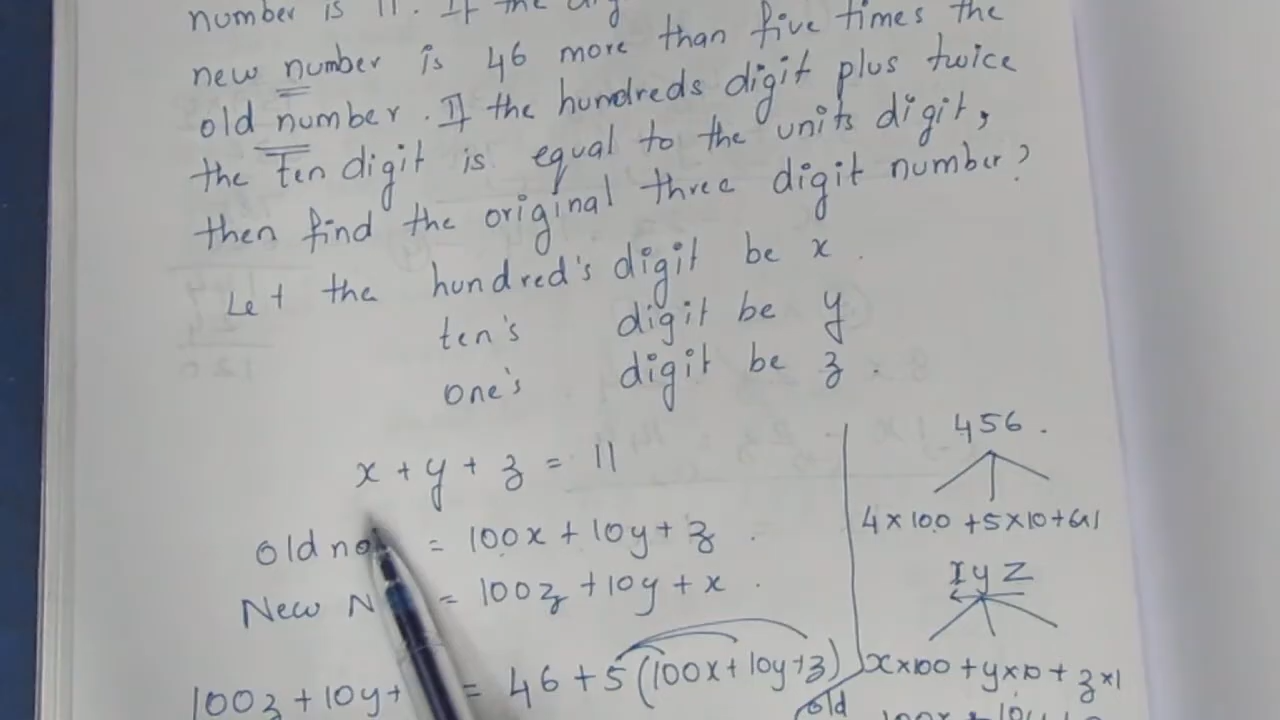 number is 11. If the dig
new number is 46 more than five times the
old number. If the hundreds digit plus twice
the Ten digit is equal to the units digit,
then find the original three digit number?
Let the hundred's digit be x.
ten's digit be y
one's digit be z.
x + y + z = 11
old no = 100x + 10y + z.
New N = 100z + 10y + x.
100z + 10y + = 46 + 5(100x + 10y + z)
old
456.
4×100 + 5×10 + 6×1
x y z
x×100 + y×10 + z×1